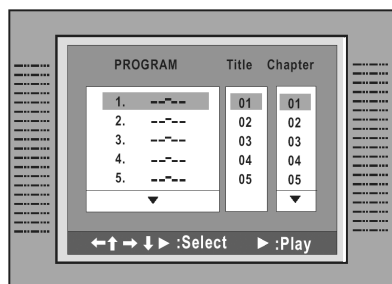 PROGRAM Title Chapter
1. --‾-- 01 01
2. --‾-- 02 02
3. --‾-- 03 03
4. --‾-- 04 04
5. --‾-- 05 05
▼ ▼
←↑→↓▶ :Select ▶ :Play